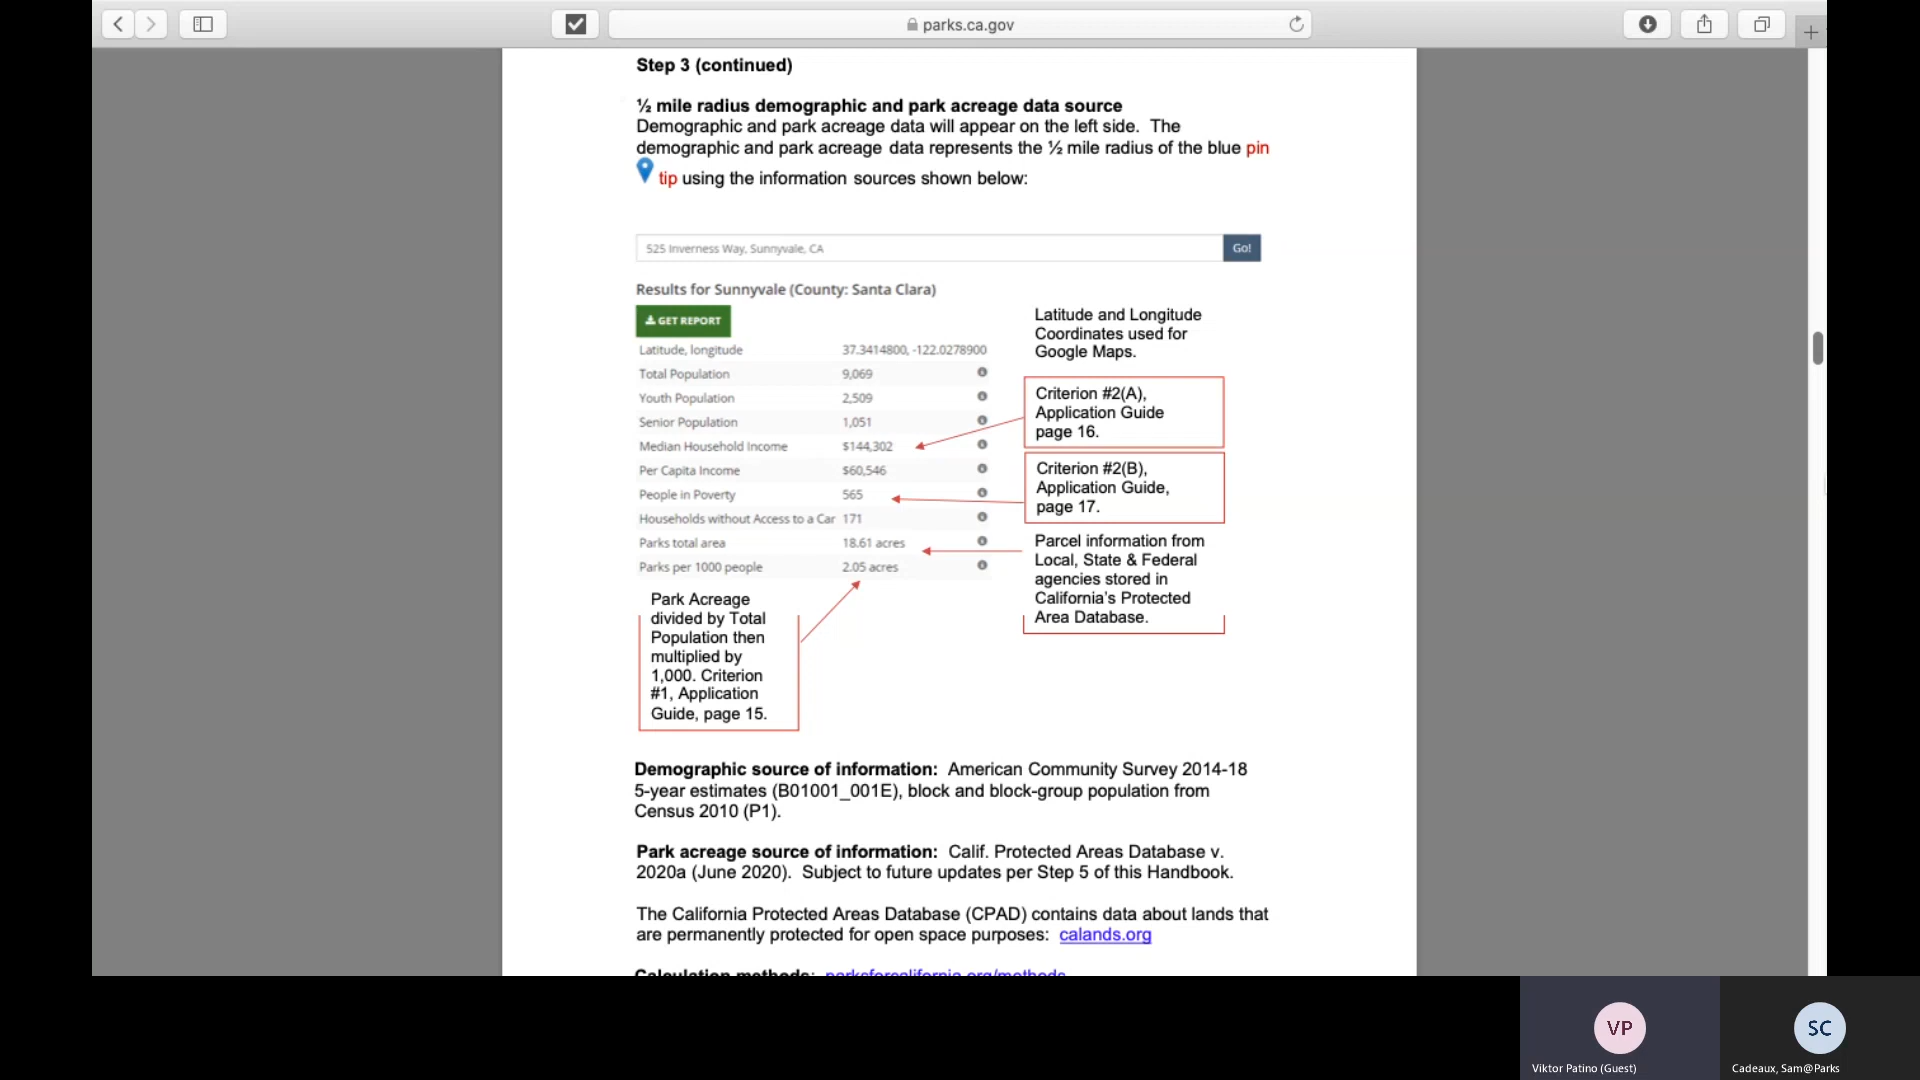 parks.ca.gov
Step 3 (continued)
½ mile radius demographic and park acreage data source
Demographic and park acreage data will appear on the left side. The
demographic and park acreage data represents the ½ mile radius of the blue pin
tip using the information sources shown below:
525 Inverness Way, Sunnyvale, CA
Go!
Results for Sunnyvale (County: Santa Clara)
GET REPORT
Latitude, longitude 37.3414800, -122.0278900
Total Population 9,069
Youth Population 2,509
Senior Population 1,051
Median Household Income $144,302
Per Capita Income $60,546
People in Poverty 565
Households without Access to a Car 171
Parks total area 18.61 acres
Parks per 1000 people 2.05 acres
Latitude and Longitude
Coordinates used for
Google Maps.
Criterion #2(A),
Application Guide
page 16.
Criterion #2(B),
Application Guide,
page 17.
Parcel information from
Local, State & Federal
agencies stored in
California's Protected
Area Database.
Park Acreage
divided by Total
Population then
multiplied by
1,000. Criterion
#1, Application
Guide, page 15.
Demographic source of information: American Community Survey 2014-18
5-year estimates (B01001_001E), block and block-group population from
Census 2010 (P1).
Park acreage source of information: Calif. Protected Areas Database v.
2020a (June 2020). Subject to future updates per Step 5 of this Handbook.
The California Protected Areas Database (CPAD) contains data about lands that
are permanently protected for open space purposes: calands.org
Calculation methods: parksforcalifornia.org/methods
VP
Viktor Patino (Guest)
SC
Cadeaux, Sam@Parks